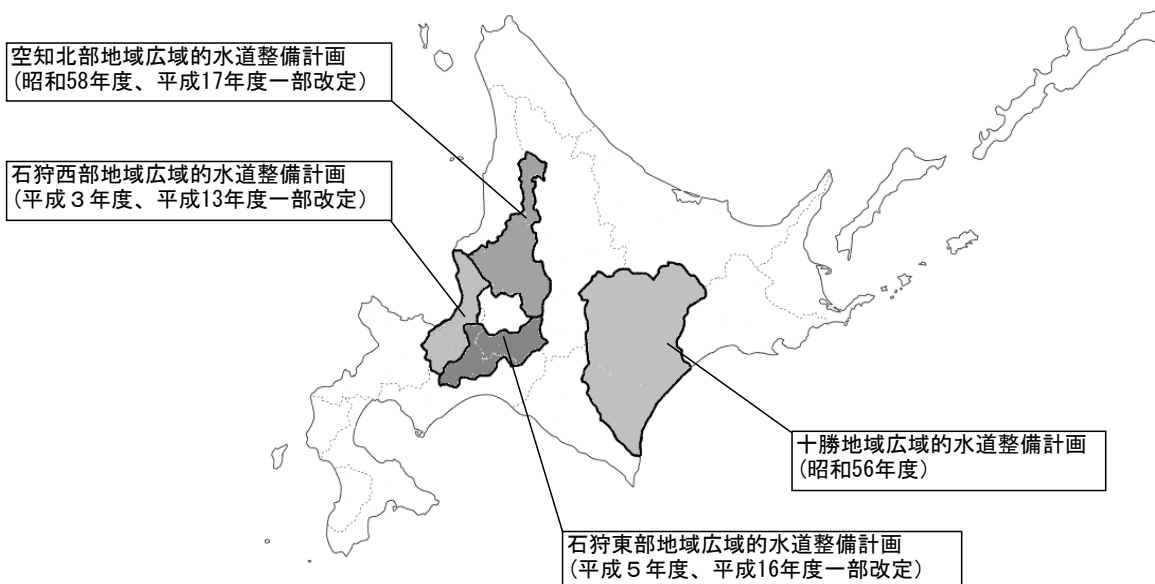 空知北部地域広域的水道整備計画
(昭和58年度、平成17年度一部改定)
石狩西部地域広域的水道整備計画
(平成３年度、平成13年度一部改定)
十勝地域広域的水道整備計画
(昭和56年度)
石狩東部地域広域的水道整備計画
(平成５年度、平成16年度一部改定)